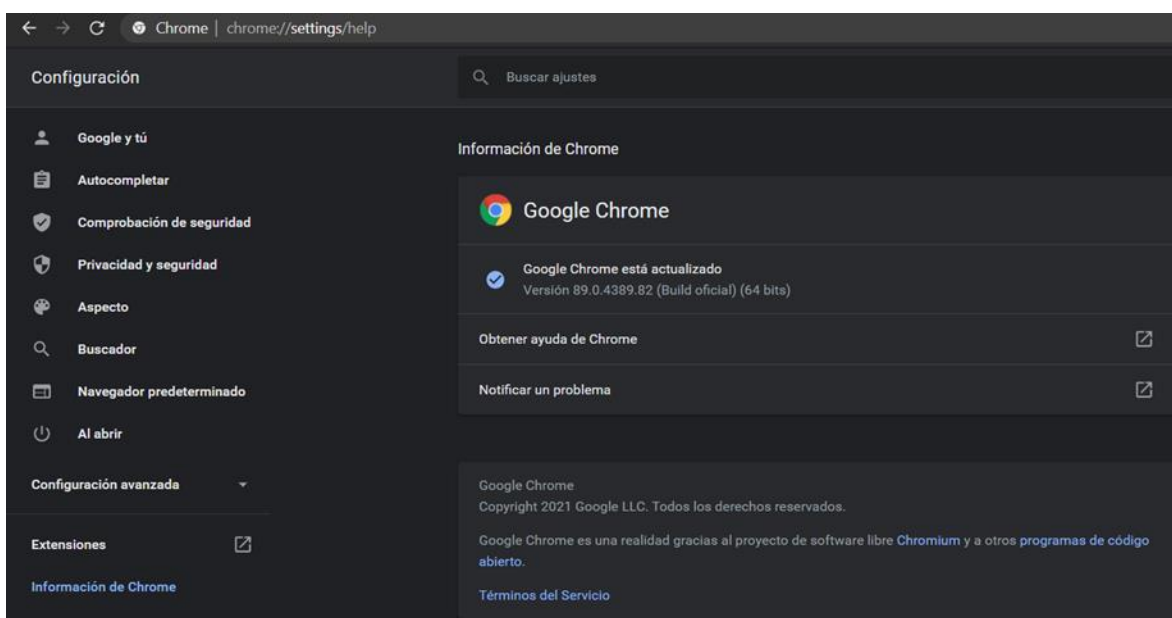 Chrome | chrome://settings/help
Configuración
Buscar ajustes
Google y tú
Autocompletar
Comprobación de seguridad
Privacidad y seguridad
Aspecto
Buscador
Navegador predeterminado
Al abrir
Configuración avanzada
Extensiones
Información de Chrome
Información de Chrome
Google Chrome
Google Chrome está actualizado
Versión 89.0.4389.82 (Build oficial) (64 bits)
Obtener ayuda de Chrome
Notificar un problema
Google Chrome
Copyright 2021 Google LLC. Todos los derechos reservados.
Google Chrome es una realidad gracias al proyecto de software libre Chromium y a otros programas de código
abierto.
Términos del Servicio